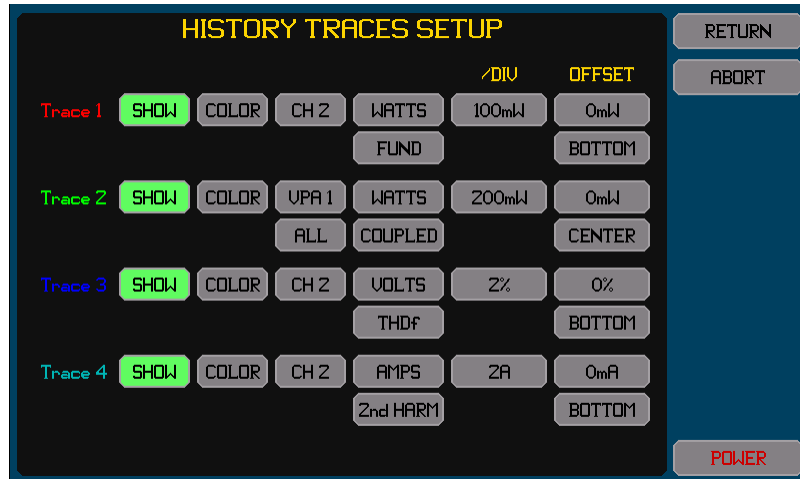 HISTORY TRACES SETUP
RETURN
/DIV OFFSET
ABORT
Trace 1 SHOW COLOR CH 2 WATTS 100mW 0mW
FUND BOTTOM
Trace 2 SHOW COLOR VPA 1 WATTS 200mW 0mW
ALL COUPLED CENTER
Trace 3 SHOW COLOR CH 2 VOLTS 2% 0%
THDf BOTTOM
Trace 4 SHOW COLOR CH 2 AMPS 2A 0mA
2nd HARM BOTTOM
POWER